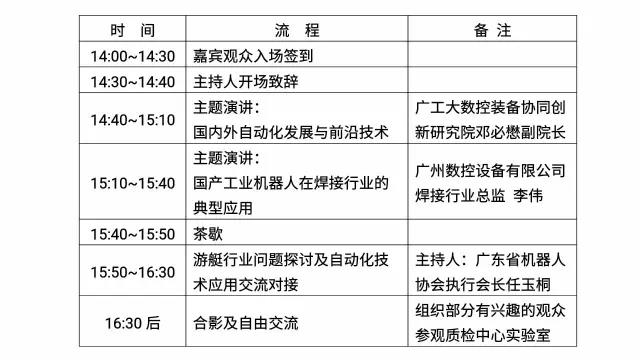 时 间 流 程 备 注
14:00~14:30 嘉宾观众入场签到
14:30~14:40 主持人开场致辞
14:40~15:10
主题演讲：
国内外自动化发展与前沿技术
广工大数控装备协同创
新研究院邓必懋副院长
15:10~15:40
主题演讲：
国产工业机器人在焊接行业的
典型应用
广州数控设备有限公司
焊接行业总监 李伟
15:40~15:50 茶歇
15:50~16:30
游艇行业问题探讨及自动化技
术应用交流对接
主持人：广东省机器人
协会执行会长任玉桐
16:30 后
合影及自由交流
组织部分有兴趣的观众
参观质检中心实验室